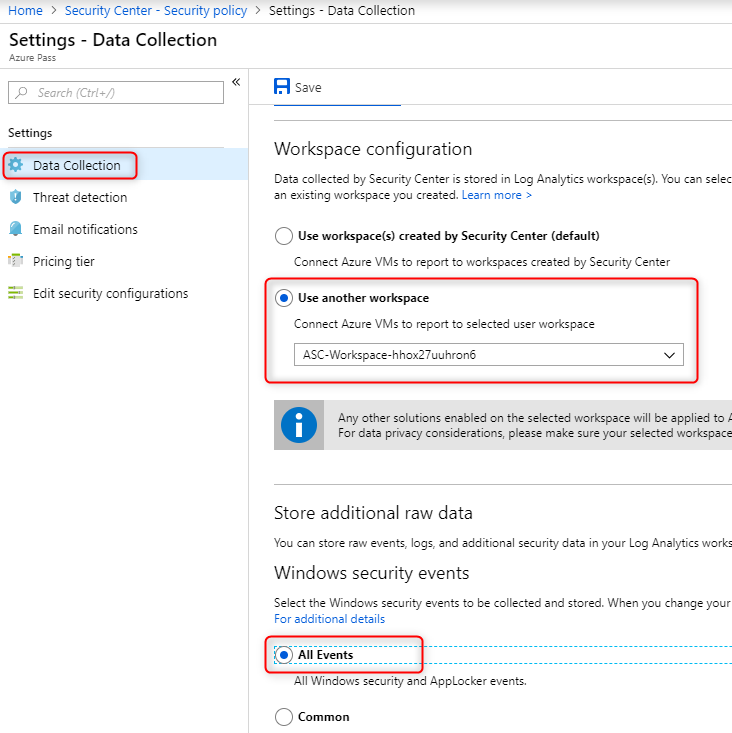 Home > Security Center - Security policy > Settings - Data Collection
Settings - Data Collection
Azure Pass
Search (Ctrl+/)
«
Settings
Data Collection
Threat detection
Email notifications
Pricing tier
Edit security configurations
Save
Workspace configuration
Data collected by Security Center is stored in Log Analytics workspace(s). You can selec
an existing workspace you created. Learn more >
Use workspace(s) created by Security Center (default)
Connect Azure VMs to report to workspaces created by Security Center
Use another workspace
Connect Azure VMs to report to selected user workspace
ASC-Workspace-hhox27uuhron6
Any other solutions enabled on the selected workspace will be applied to A
For data privacy considerations, please make sure your selected workspace
Store additional raw data
You can store raw events, logs, and additional security data in your Log Analytics works
Windows security events
Select the Windows security events to be collected and stored. When you change your
For additional details
All Events
All Windows security and AppLocker events.
Common